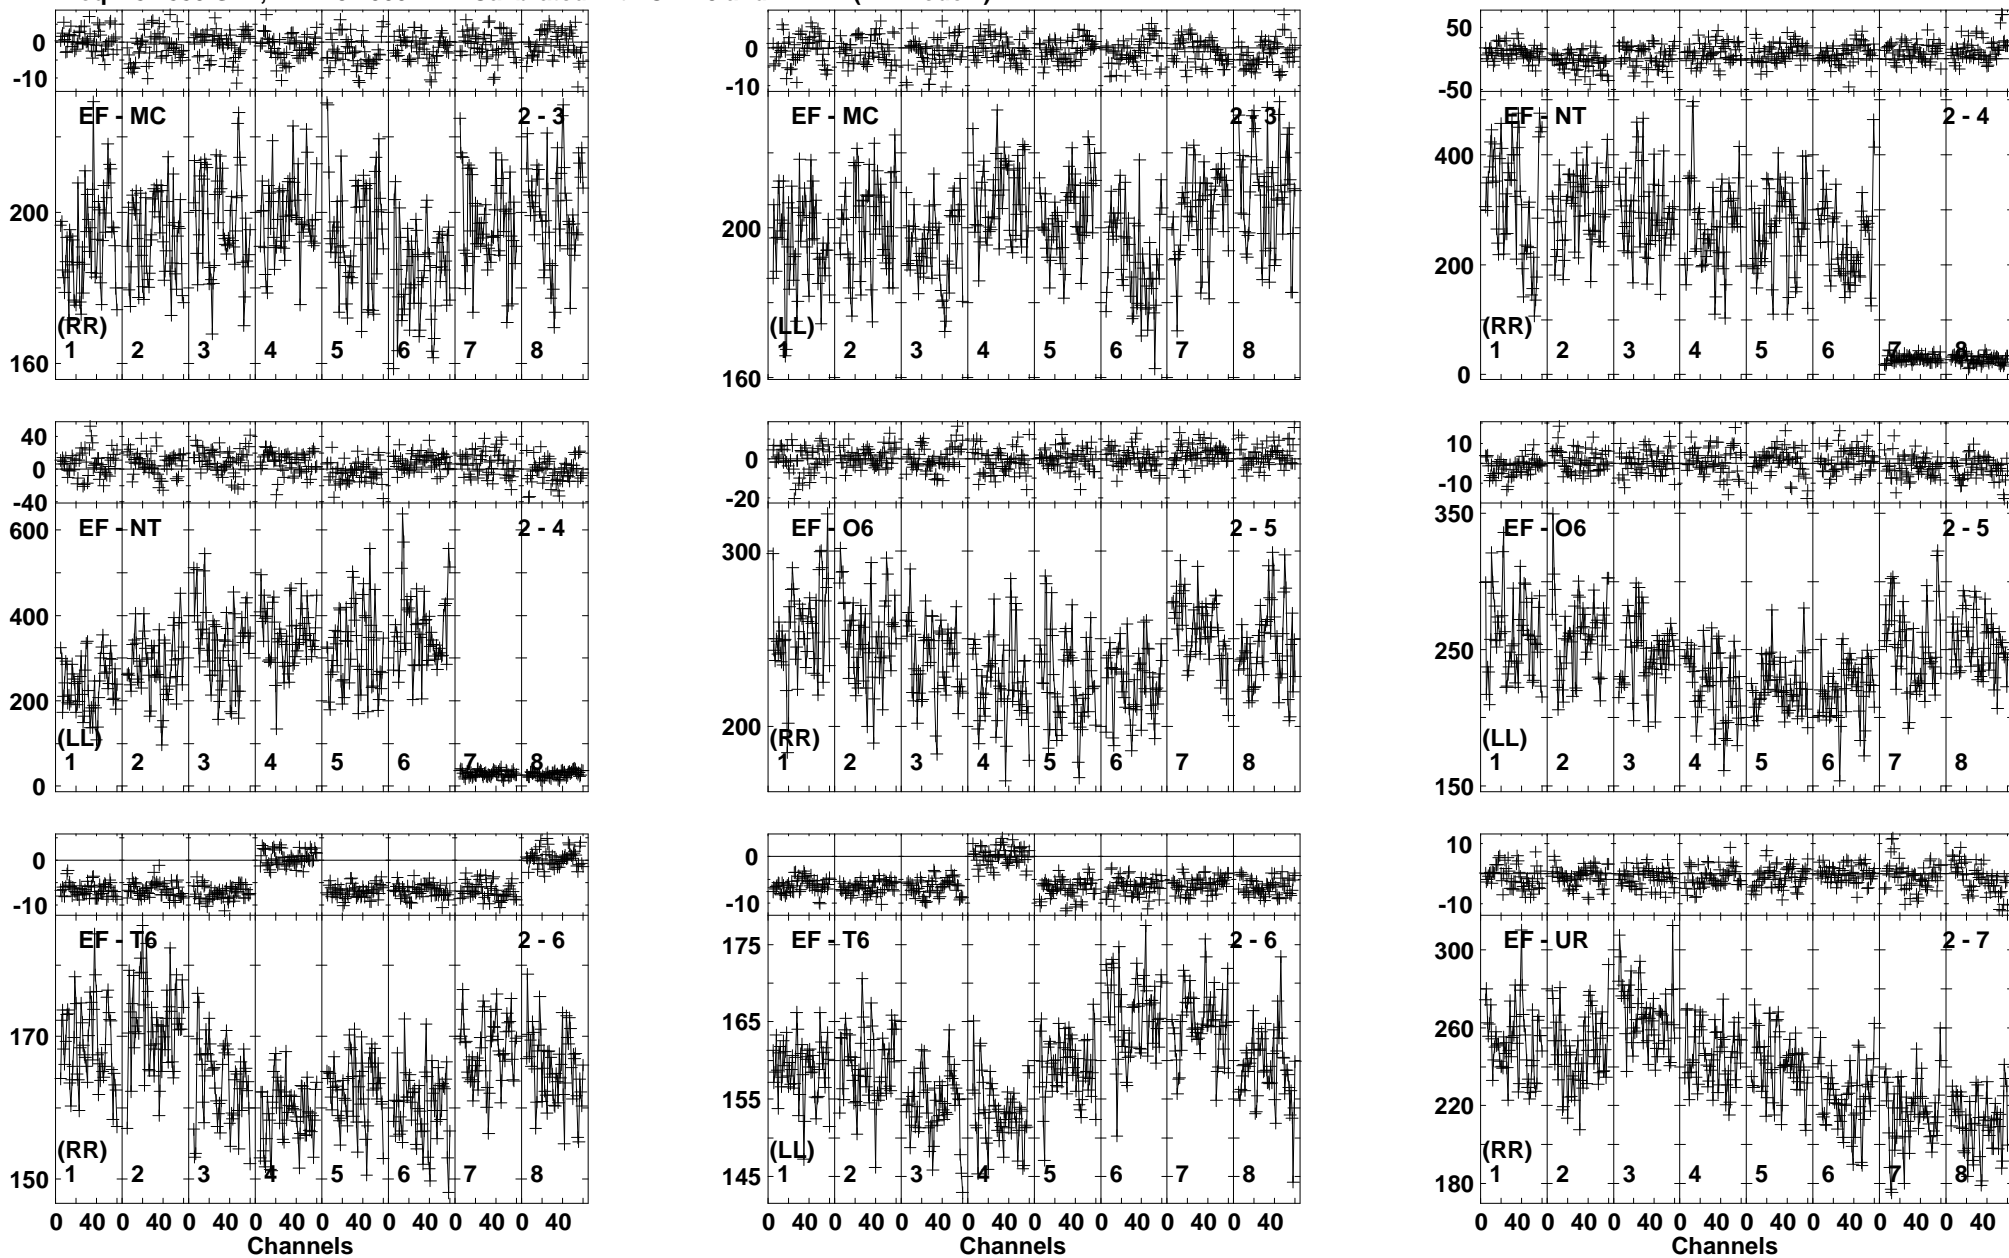 0
-10
EF - MC 2 - 3
200
(RR)
160
1 2 3 4 5 6 7 8
0
-10
EF - MC 2 - 3
200
(LL)
160
1 2 3 4 5 6 7 8
50
-50
EF - NT 2 - 4
400
200
(RR)
0
1 2 3 4 5 6 7 8
40
0
-40
EF - NT 2 - 4
600
400
200
(LL)
0
1 2 3 4 5 6 7 8
0
-20
EF - O6 2 - 5
300
200
(RR)
1 2 3 4 5 6 7 8
10
-10
EF - O6 2 - 5
350
250
(LL)
150
1 2 3 4 5 6 7 8
0
-10
EF - T6 2 - 6
170
(RR)
150
1 2 3 4 5 6 7 8
0 40 0 40 0 40 0 40 0 40 0 40 0 40 0 40
Channels
0
-10
EF - T6 2 - 6
175
165
155
(LL)
145
1 2 3 4 5 6 7 8
0 40 0 40 0 40 0 40 0 40 0 40 0 40 0 40
Channels
10
-10
EF - UR 2 - 7
300
260
220
(RR)
180
1 2 3 4 5 6 7 8
0 40 0 40 0 40 0 40 0 40 0 40 0 40 0 40
Channels